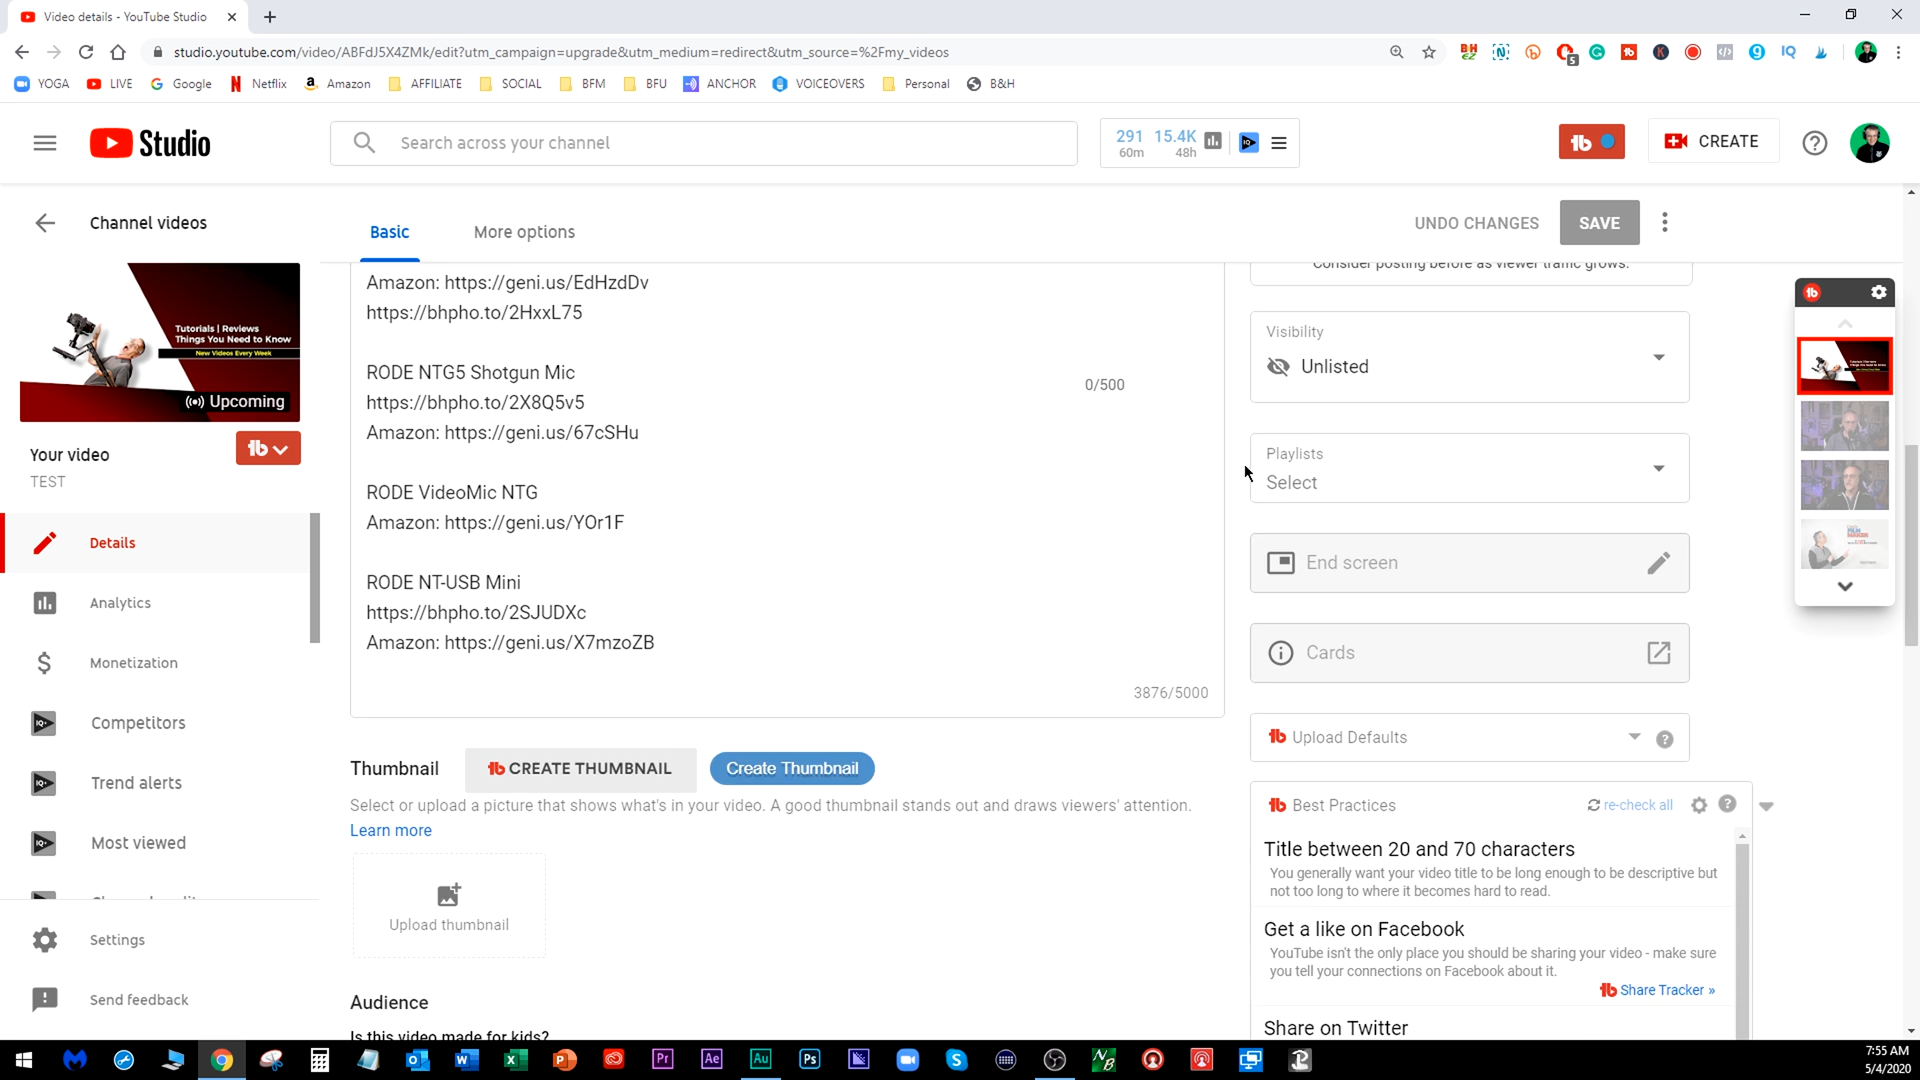 Video details - YouTube Studio
studio.youtube.com/video/ABFdJ5X4ZMk/edit?utm_campaign=upgrade&utm_medium=redirect&utm_source=%2Fmy_videos
YOGA LIVE Google Netflix Amazon AFFILIATE SOCIAL BFM BFU ANCHOR VOICEOVERS Personal B&H
Studio
Search across your channel
291 15.4K
60m 48h
CREATE
Channel videos
Basic
More options
UNDO CHANGES
SAVE
Tutorials | Reviews
Things You Need to Know
New Videos Every Week
Upcoming
Your video
TEST
Details
Analytics
Monetization
Competitors
Trend alerts
Most viewed
Settings
Send feedback
Amazon: https://geni.us/EdHzdDv
https://bhpho.to/2HxxL75
RODE NTG5 Shotgun Mic
https://bhpho.to/2X8Q5v5
Amazon: https://geni.us/67cSHu
0/500
RODE VideoMic NTG
Amazon: https://geni.us/YOr1F
RODE NT-USB Mini
https://bhpho.to/2SJUDXc
Amazon: https://geni.us/X7mzoZB
3876/5000
Thumbnail
CREATE THUMBNAIL
Create Thumbnail
Select or upload a picture that shows what's in your video. A good thumbnail stands out and draws viewers' attention.
Learn more
Upload thumbnail
Audience
Is this video made for kids?
Consider posting before as viewer traffic grows.
Visibility
Unlisted
Playlists
Select
End screen
Cards
Upload Defaults
Best Practices
re-check all
Title between 20 and 70 characters
You generally want your video title to be long enough to be descriptive but
not too long to where it becomes hard to read.
Get a like on Facebook
YouTube isn't the only place you should be sharing your video - make sure
you tell your connections on Facebook about it.
Share Tracker »
Share on Twitter
7:55 AM
5/4/2020